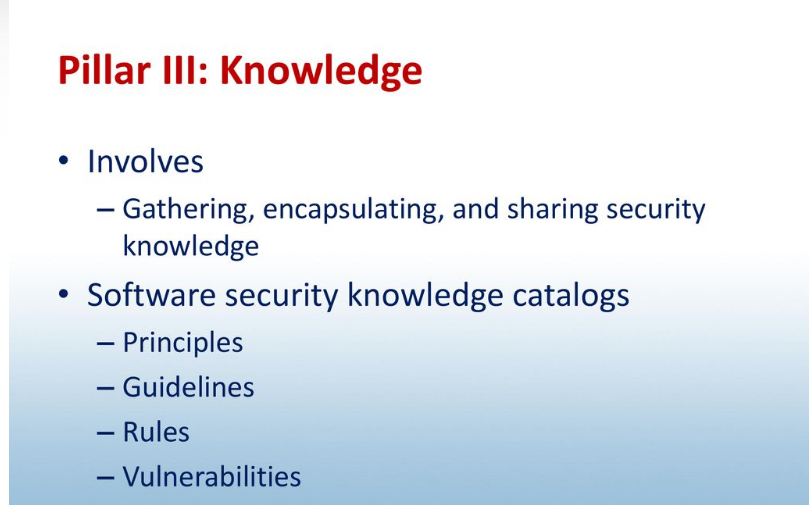 Pillar III: Knowledge
• Involves
– Gathering, encapsulating, and sharing security
knowledge
• Software security knowledge catalogs
– Principles
– Guidelines
– Rules
– Vulnerabilities